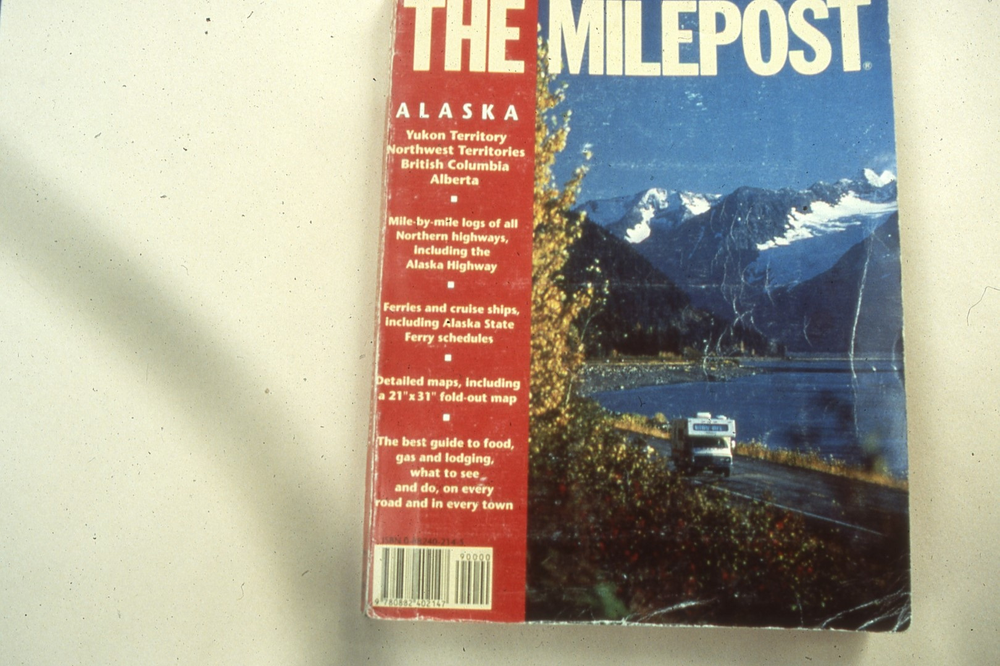 THE MILEPOST®
ALASKA
Yukon Territory
Northwest Territories
British Columbia
Alberta
Mile-by-mile logs of all
Northern highways,
including the
Alaska Highway
Ferries and cruise ships,
including Alaska State
Ferry schedules
Detailed maps, including
a 21"x31" fold-out map
The best guide to food,
gas and lodging,
what to see
and do, on every
road and in every town
ISBN 0-88240-214-5
90000
9 780882 402147